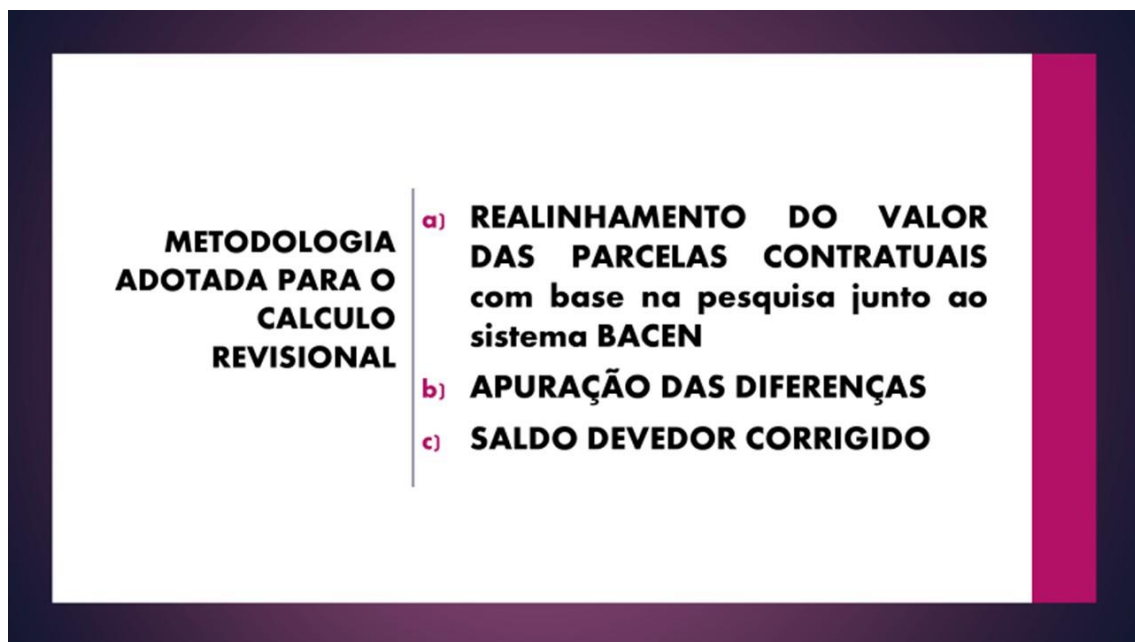 METODOLOGIA
ADOTADA PARA O
CALCULO
REVISIONAL
a) REALINHAMENTO DO VALOR
DAS PARCELAS CONTRATUAIS
com base na pesquisa junto ao
sistema BACEN
b) APURAÇÃO DAS DIFERENÇAS
c) SALDO DEVEDOR CORRIGIDO